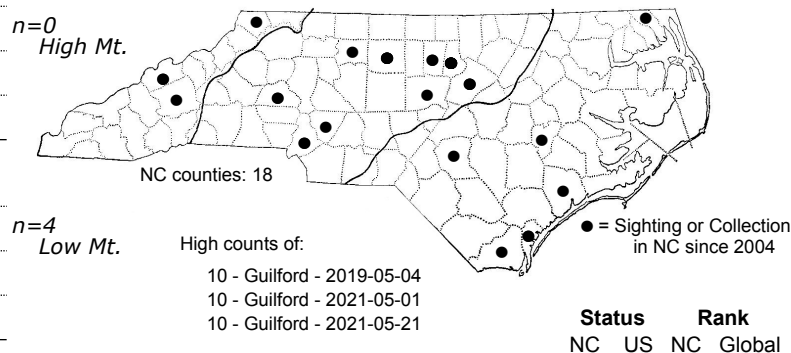 n=0
High Mt.
NC counties: 18
n=4
Low Mt.
High counts of:
10 - Guilford - 2019-05-04
10 - Guilford - 2021-05-01
10 - Guilford - 2021-05-21
= Sighting or Collection
in NC since 2004
Status Rank
NC US NC Global